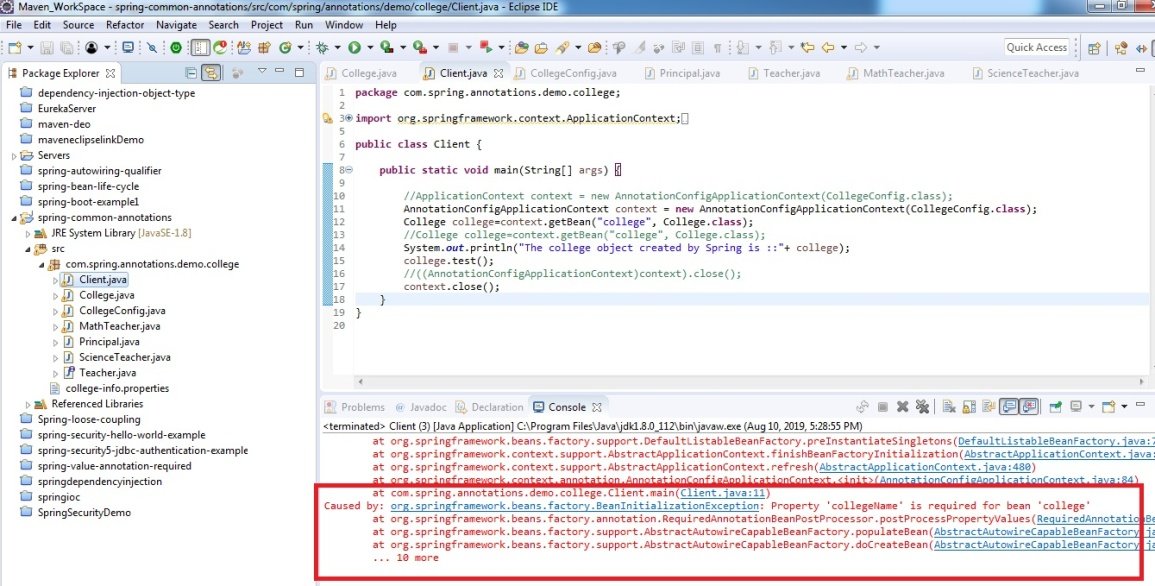 Maven_WorkSpace - spring-common-annotations/src/com/spring/annotations/demo/college/Client.java - Eclipse IDE
File Edit Source Refactor Navigate Search Project Run Window Help
Quick Access
Package Explorer
dependency-injection-object-type
EurekaServer
maven-deo
maveneclipselinkDemo
Servers
spring-autowiring-qualifier
spring-bean-life-cycle
spring-boot-example1
spring-common-annotations
JRE System Library [JavaSE-1.8]
src
com.spring.annotations.demo.college
Client.java
College.java
CollegeConfig.java
MathTeacher.java
Principal.java
ScienceTeacher.java
Teacher.java
college-info.properties
Referenced Libraries
Spring-loose-coupling
spring-security-hello-world-example
spring-security5-jdbc-authentication-example
spring-value-annotation-required
springdependencyinjection
springioc
SpringSecurityDemo
College.java Client.java CollegeConfig.java Principal.java Teacher.java MathTeacher.java ScienceTeacher.java
1 package com.spring.annotations.demo.college;
2
3 import org.springframework.context.ApplicationContext;
5
6 public class Client {
7
8 public static void main(String[] args) {
9
10 //ApplicationContext context = new AnnotationConfigApplicationContext(CollegeConfig.class);
11 AnnotationConfigApplicationContext context = new AnnotationConfigApplicationContext(CollegeConfig.class);
12 College college=context.getBean("college", College.class);
13 //College college=context.getBean("college", College.class);
14 System.out.println("The college object created by Spring is ::"+ college);
15 college.test();
16 //((AnnotationConfigApplicationContext)context).close();
17 context.close();
18 }
19 }
20
Problems Javadoc Declaration Console
<terminated> Client (3) [Java Application] C:\Program Files\Java\jdk1.8.0_112\bin\javaw.exe (Aug 10, 2019, 5:28:55 PM)
at org.springframework.beans.factory.support.DefaultListableBeanFactory.preInstantiateSingletons(DefaultListableBeanFactory.java:7
at org.springframework.context.support.AbstractApplicationContext.finishBeanFactoryInitialization(AbstractApplicationContext.java:
at org.springframework.context.support.AbstractApplicationContext.refresh(AbstractApplicationContext.java:480)
at org.springframework.context.annotation.AnnotationConfigApplicationContext.<init>(AnnotationConfigApplicationContext.java:84)
at com.spring.annotations.demo.college.Client.main(Client.java:11)
Caused by: org.springframework.beans.factory.BeanInitializationException: Property 'collegeName' is required for bean 'college'
at org.springframework.beans.factory.annotation.RequiredAnnotationBeanPostProcessor.postProcessPropertyValues(RequiredAnnotationBe
at org.springframework.beans.factory.support.AbstractAutowireCapableBeanFactory.populateBean(AbstractAutowireCapableBeanFactory.ja
at org.springframework.beans.factory.support.AbstractAutowireCapableBeanFactory.doCreateBean(AbstractAutowireCapableBeanFactory.ja
... 10 more